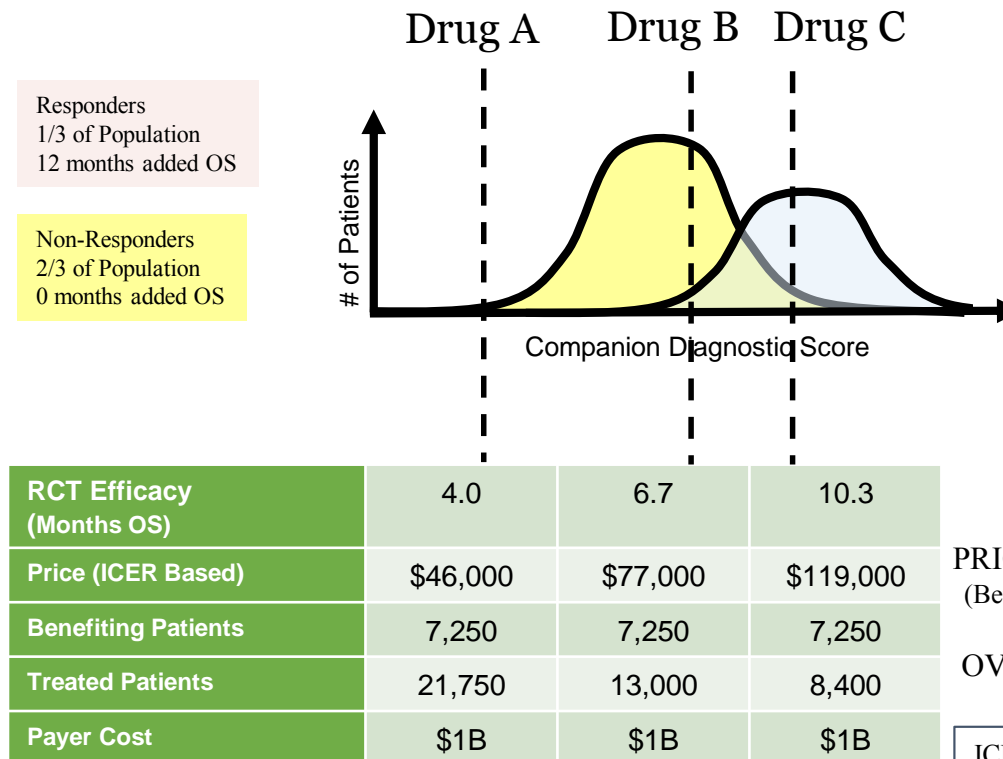 Drug A Drug B Drug C
Responders
1/3 of Population
12 months added OS
Non-Responders
2/3 of Population
0 months added OS
# of Patients
Companion Diagnostic Score
RCT Efficacy
(Months OS)
4.0 6.7 10.3
Price (ICER Based) $46,000 $77,000 $119,000
PRI
(Be
Benefiting Patients 7,250 7,250 7,250
OV
Treated Patients 21,750 13,000 8,400
Payer Cost $1B $1B $1B